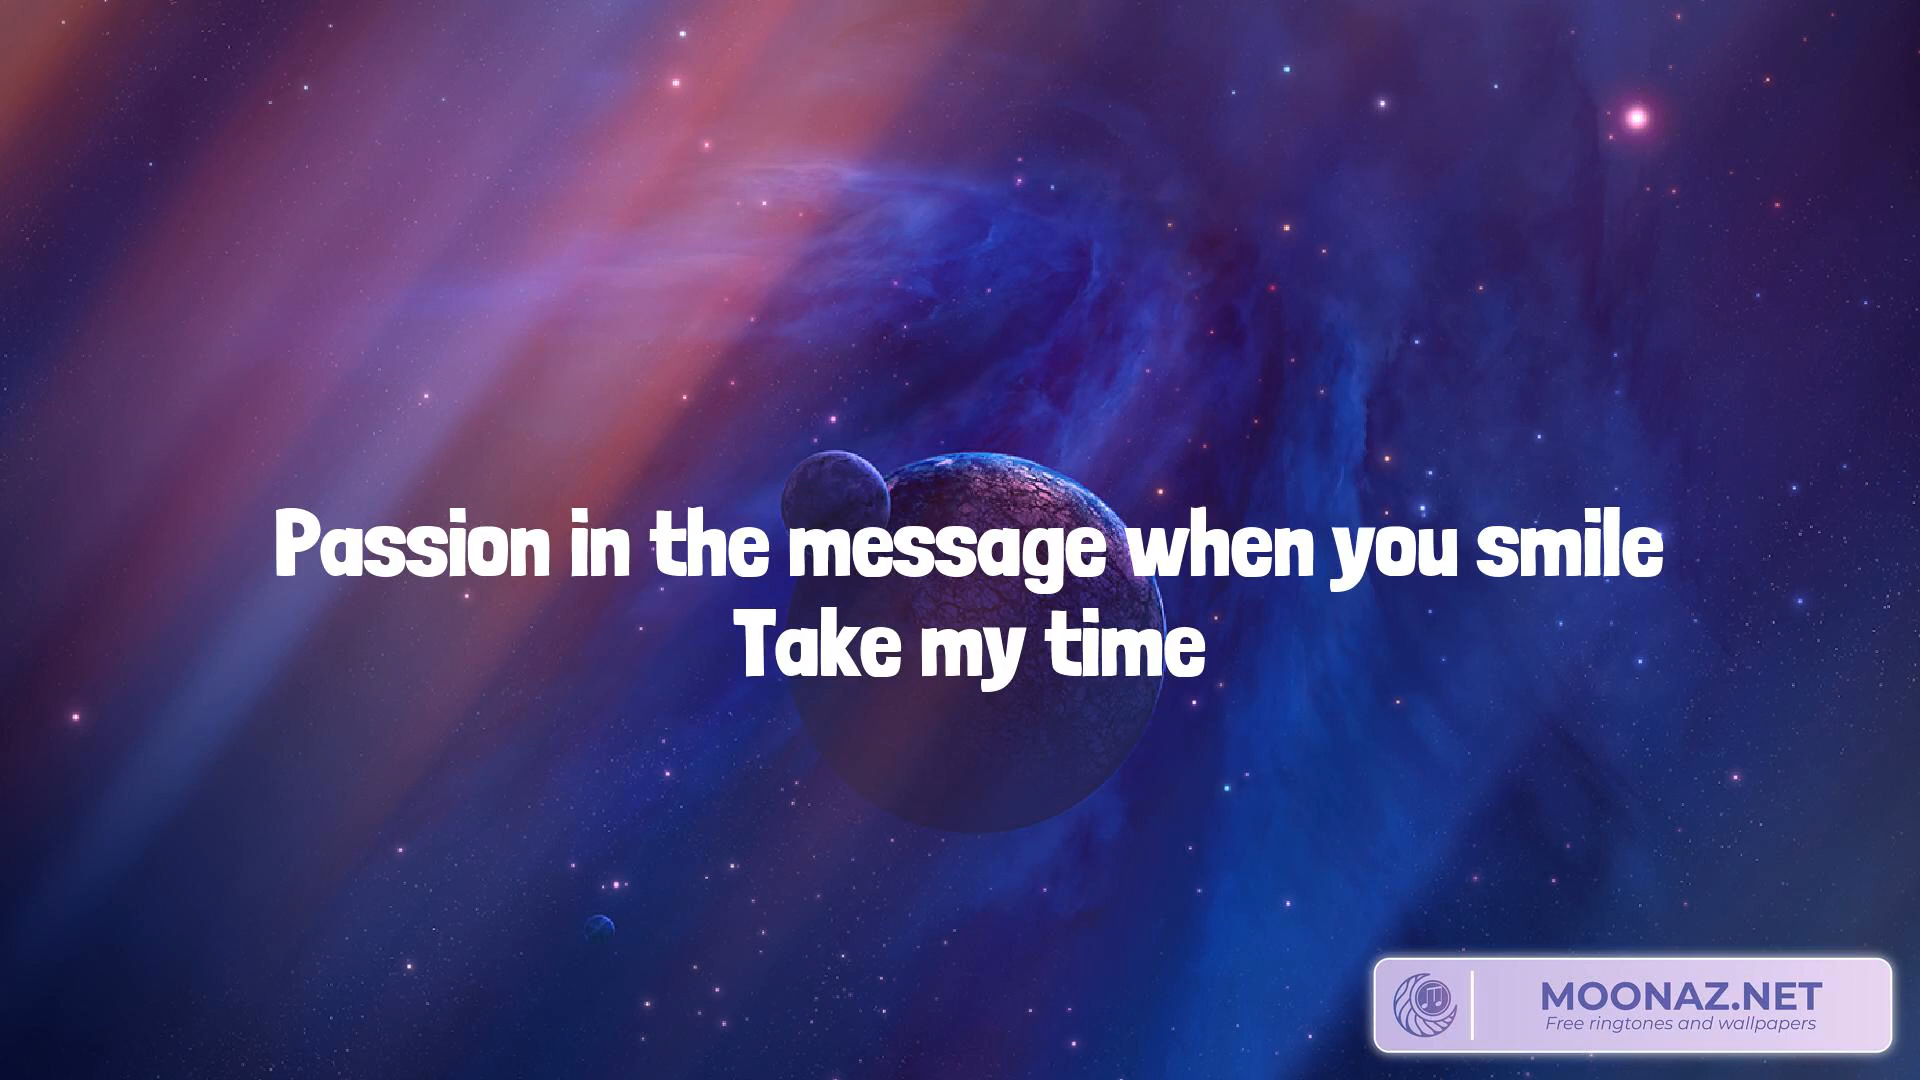 Passion in the message when you smile
Take my time
MOONAZ.NET
Free ringtones and wallpapers